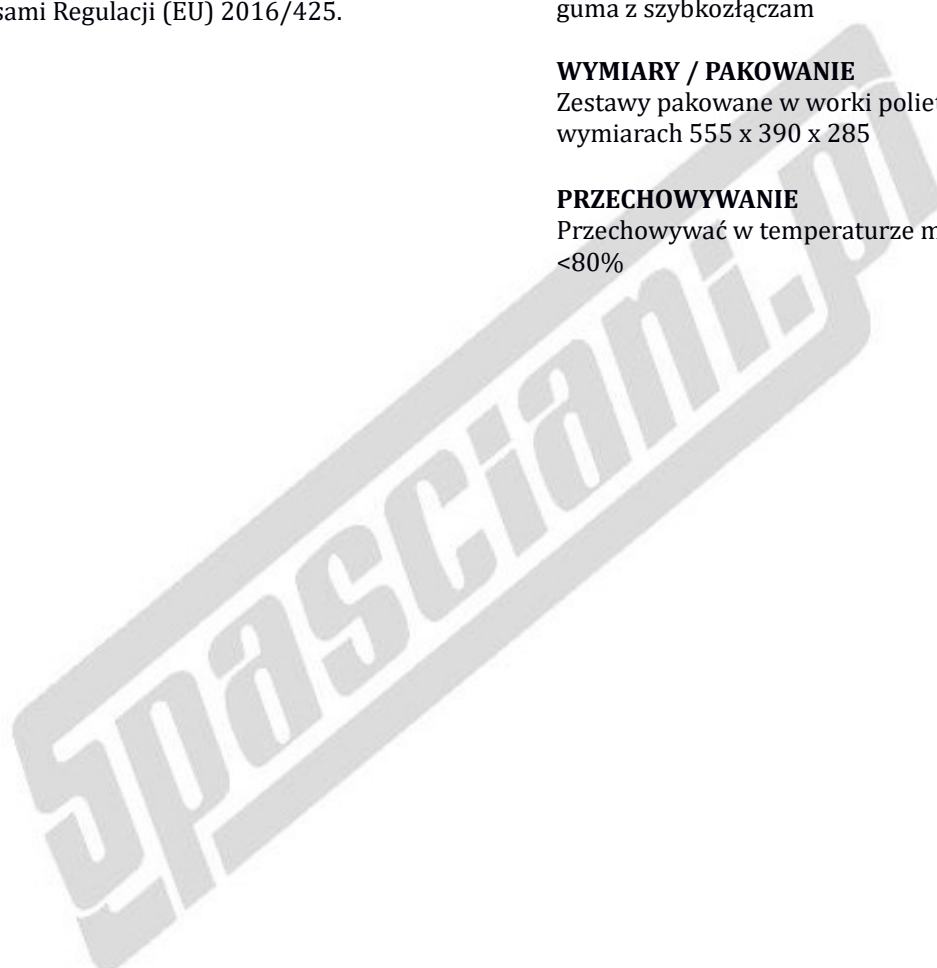 sami Regulacji (EU) 2016/425.
guma z szybkozłączam
WYMIARY / PAKOWANIE
Zestawy pakowane w worki polie
wymiarach 555 x 390 x 285
PRZECHOWYWANIE
Przechowywać w temperaturze m
<80%
spasciani.pl